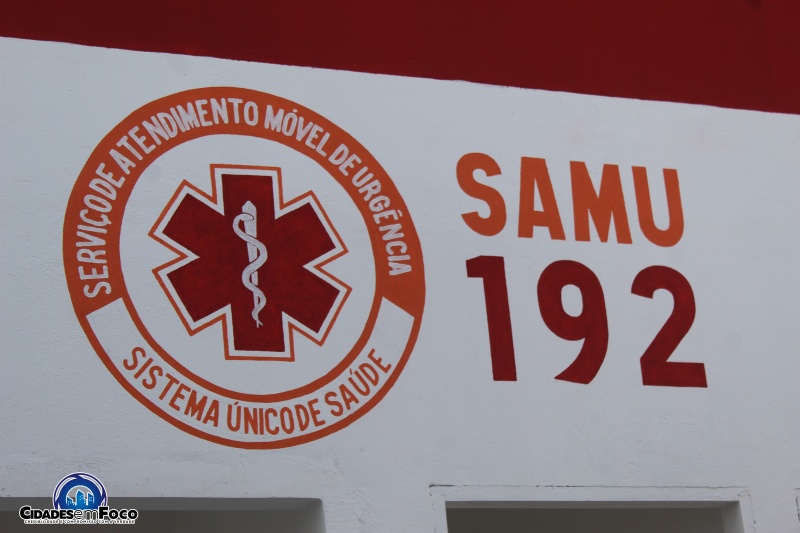 SERVIÇO DE ATENDIMENTO MÓVEL DE URGÊNCIA
SISTEMA ÚNICO DE SAÚDE
SAMU
192
CIDADES em FOCO